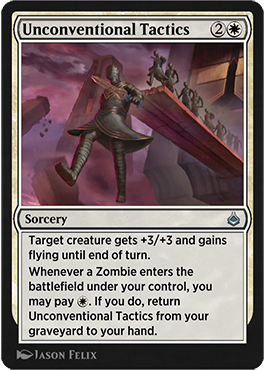 Unconventional Tactics 2
Sorcery
Target creature gets +3/+3 and gains
flying until end of turn.
Whenever a Zombie enters the
battlefield under your control, you
may pay . If you do, return
Unconventional Tactics from your
graveyard to your hand.
Jason Felix